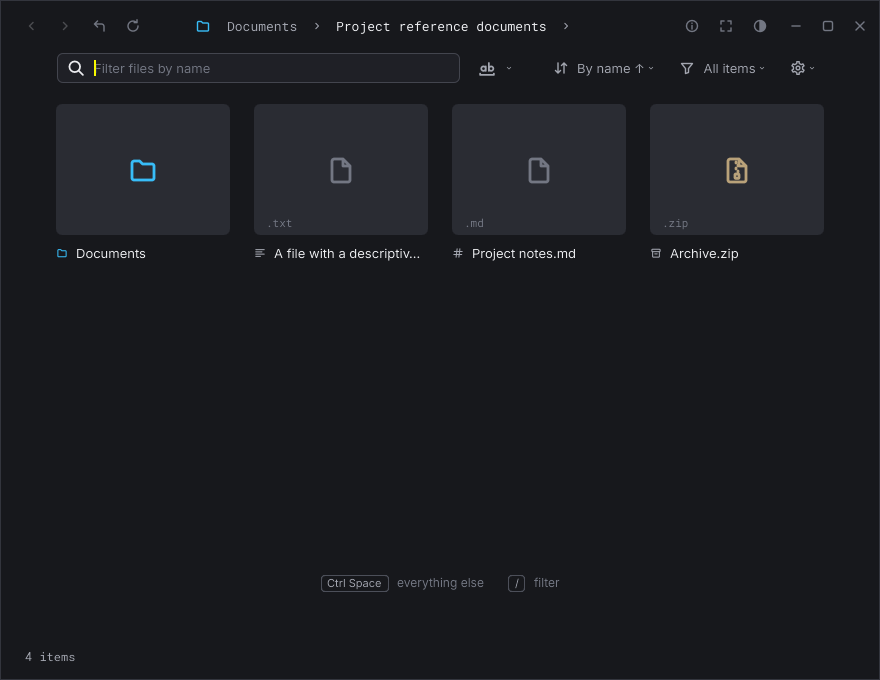 Documents › Project reference documents ›
Filter files by name
ab
By name ↑
All items
.txt
.md
.zip
Documents
A file with a descriptiv...
# Project notes.md
Archive.zip
Ctrl Space everything else / filter
4 items